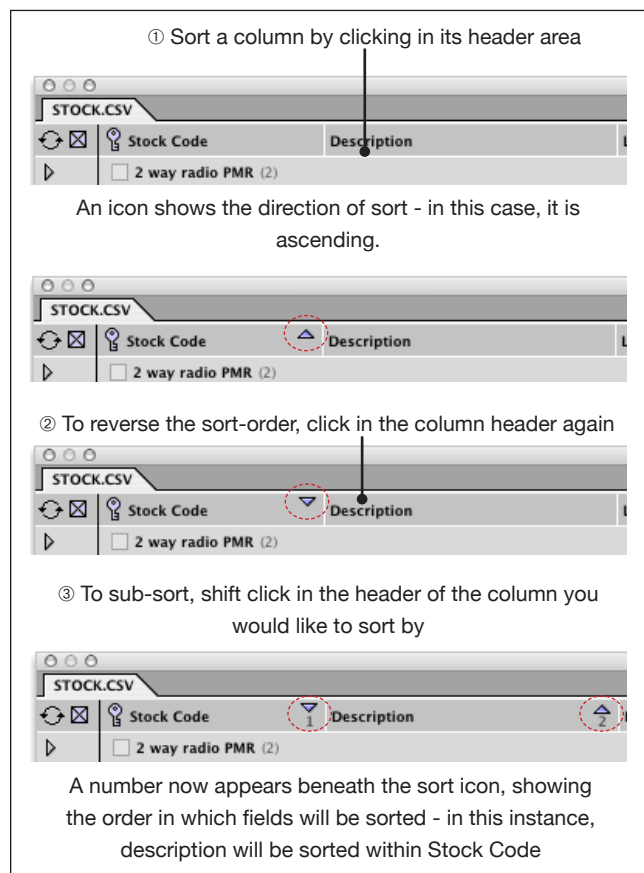 ① Sort a column by clicking in its header area
STOCK.CSV
Stock Code Description L
2 way radio PMR (2)
An icon shows the direction of sort - in this case, it is
ascending.
STOCK.CSV
Stock Code Description L
2 way radio PMR (2)
② To reverse the sort-order, click in the column header again
STOCK.CSV
Stock Code Description L
2 way radio PMR (2)
③ To sub-sort, shift click in the header of the column you
would like to sort by
STOCK.CSV
Stock Code 1 Description 2
2 way radio PMR (2)
A number now appears beneath the sort icon, showing
the order in which fields will be sorted - in this instance,
description will be sorted within Stock Code